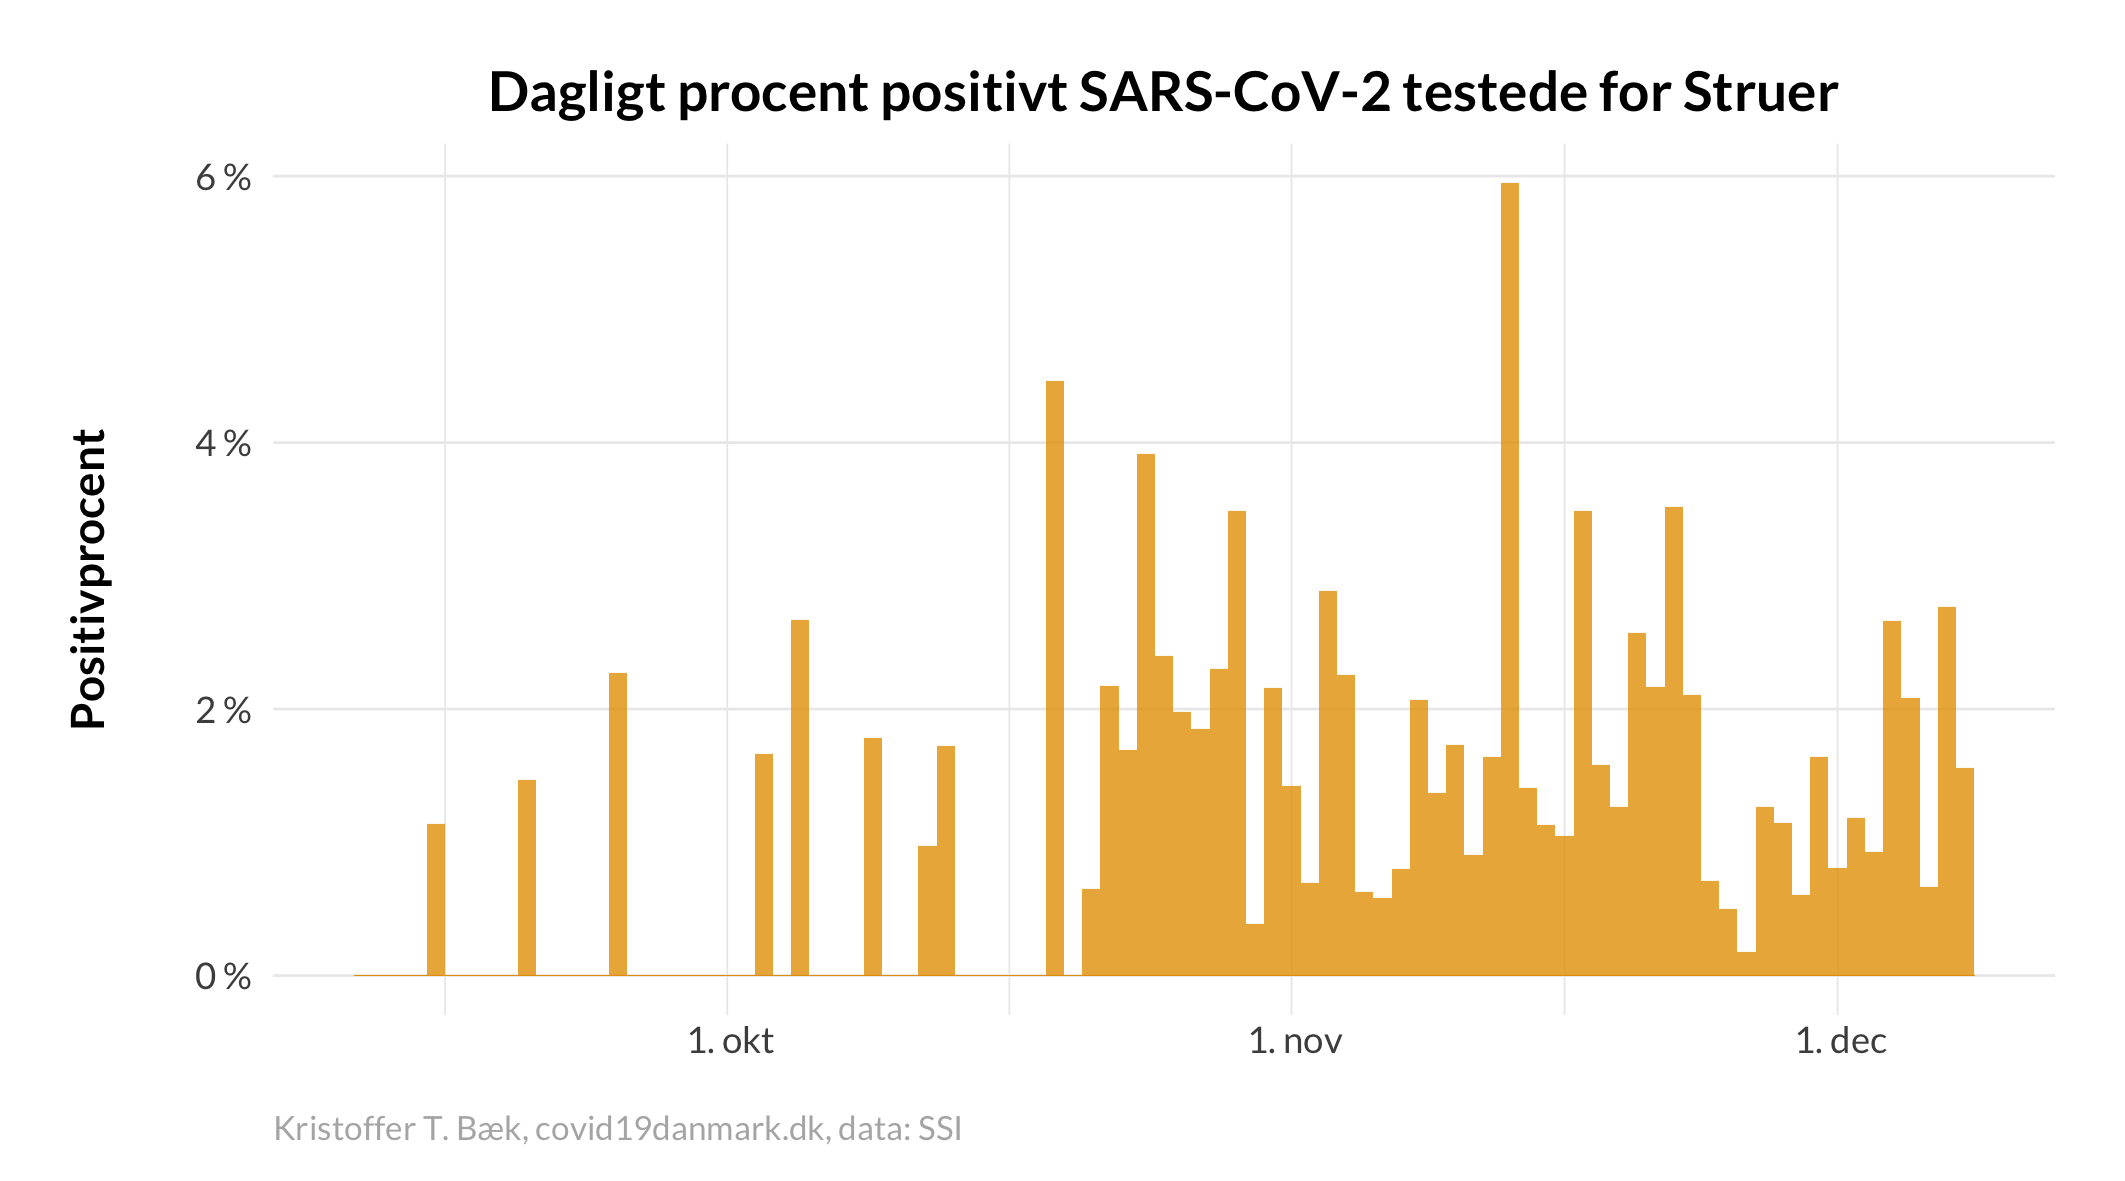 Dagligt procent positivt SARS-CoV-2 testede for Struer
Positivprocent
6 %
4 %
2 %
0 %
1. okt
1. nov
1. dec
Kristoffer T. Bæk, covid19danmark.dk, data: SSI